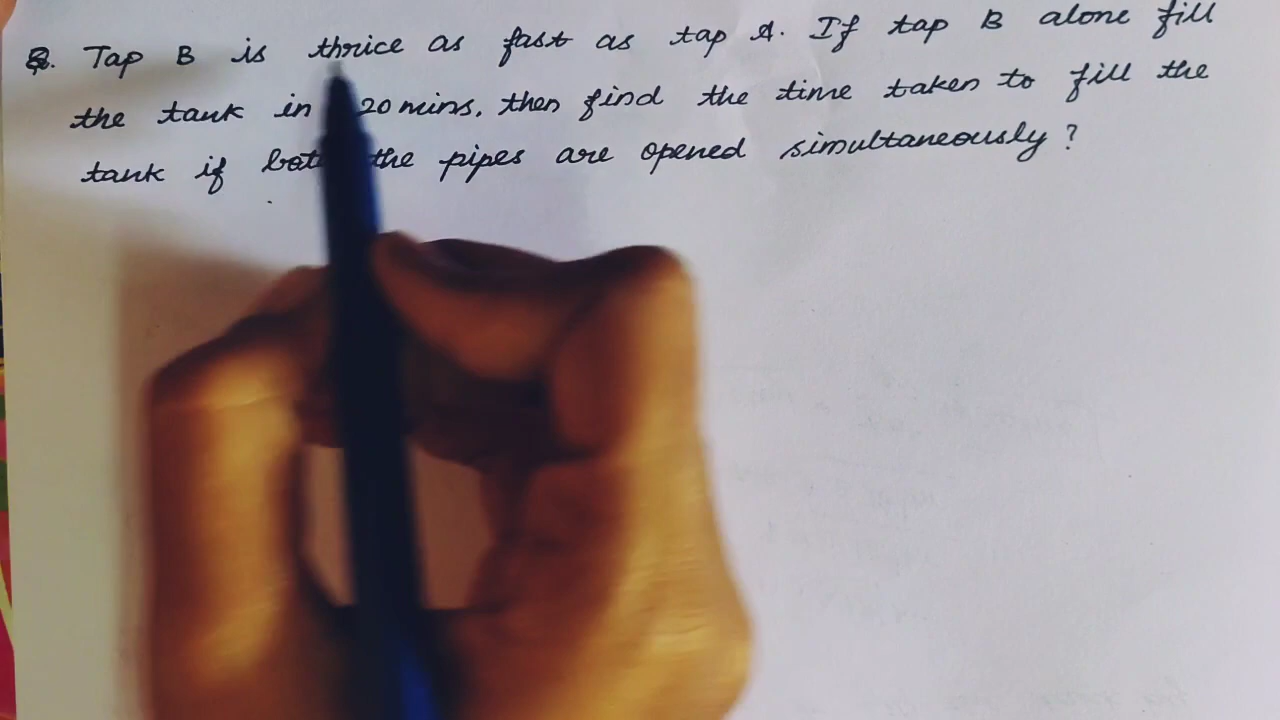 Q. Tap B is thrice as fast as tap A. If tap B alone fill
the tank in 20 mins, then find the time taken to fill the
tank if the pipes are opened simultaneously?